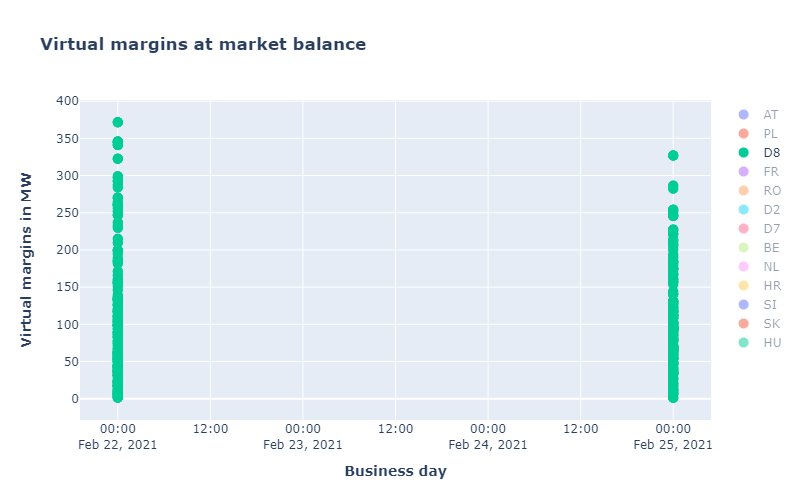 Virtual margins at market balance
Virtual margins in MW
400
350
300
250
200
150
100
50
0
00:00 12:00 00:00 12:00 00:00 12:00 00:00
Feb 22, 2021 Feb 23, 2021 Feb 24, 2021 Feb 25, 2021
Business day
AT
PL
D8
FR
RO
D2
D7
BE
NL
HR
SI
SK
HU